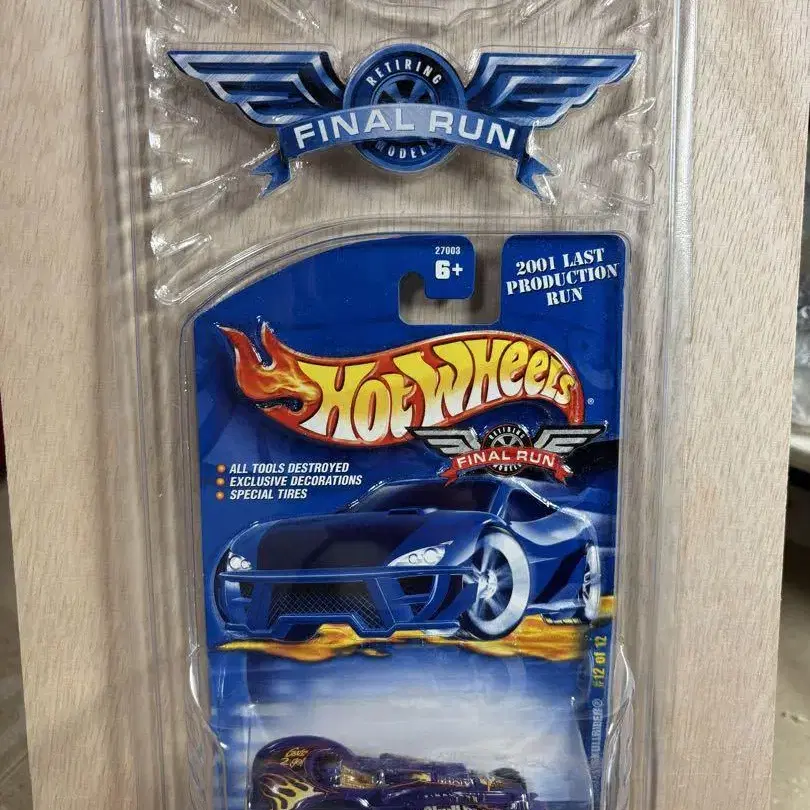 RETIRING
FINAL RUN
MODELS
27003
6+
2001 LAST
PRODUCTION
RUN
HOT WHEELS
®
RETIRING
FINAL RUN
MODELS
ALL TOOLS DESTROYED
EXCLUSIVE DECORATIONS
SPECIAL TIRES
SKULLRIDER® #12 of 12